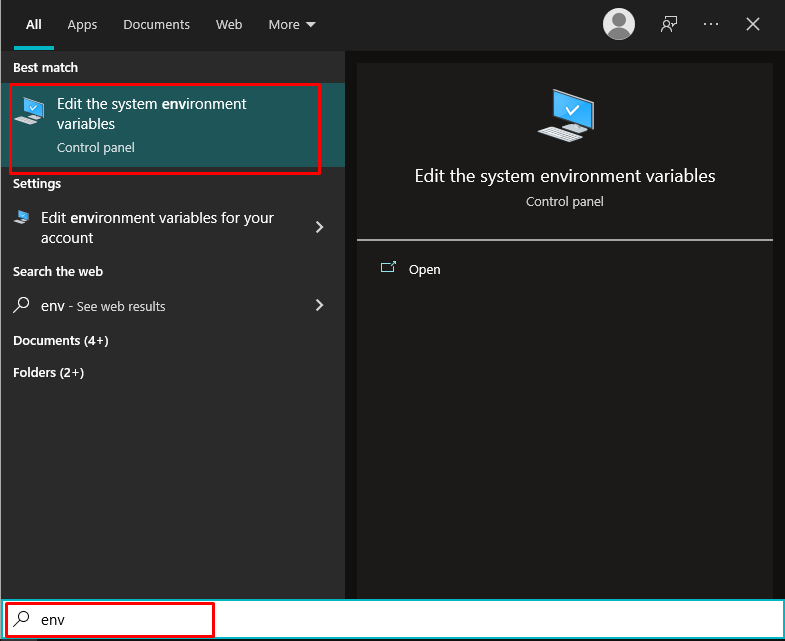 All Apps Documents Web More
Best match
Edit the system environment
variables
Control panel
Settings
Edit environment variables for your
account
Search the web
env - See web results
Documents (4+)
Folders (2+)
Edit the system environment variables
Control panel
Open
env